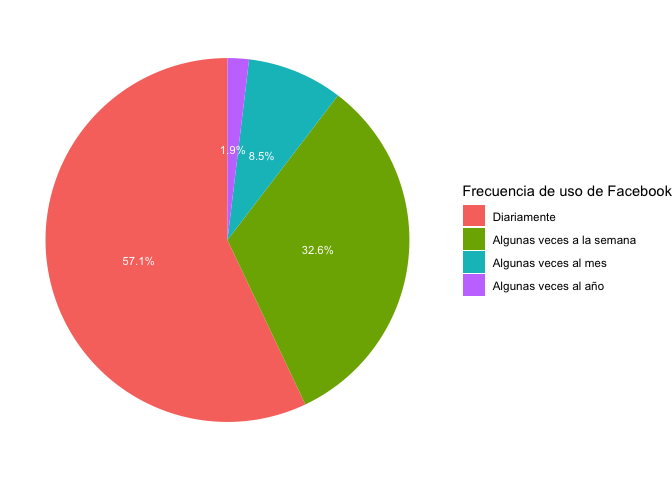 1.9%
8.5%
32.6%
57.1%
Frecuencia de uso de Facebook
Diariamente
Algunas veces a la semana
Algunas veces al mes
Algunas veces al año